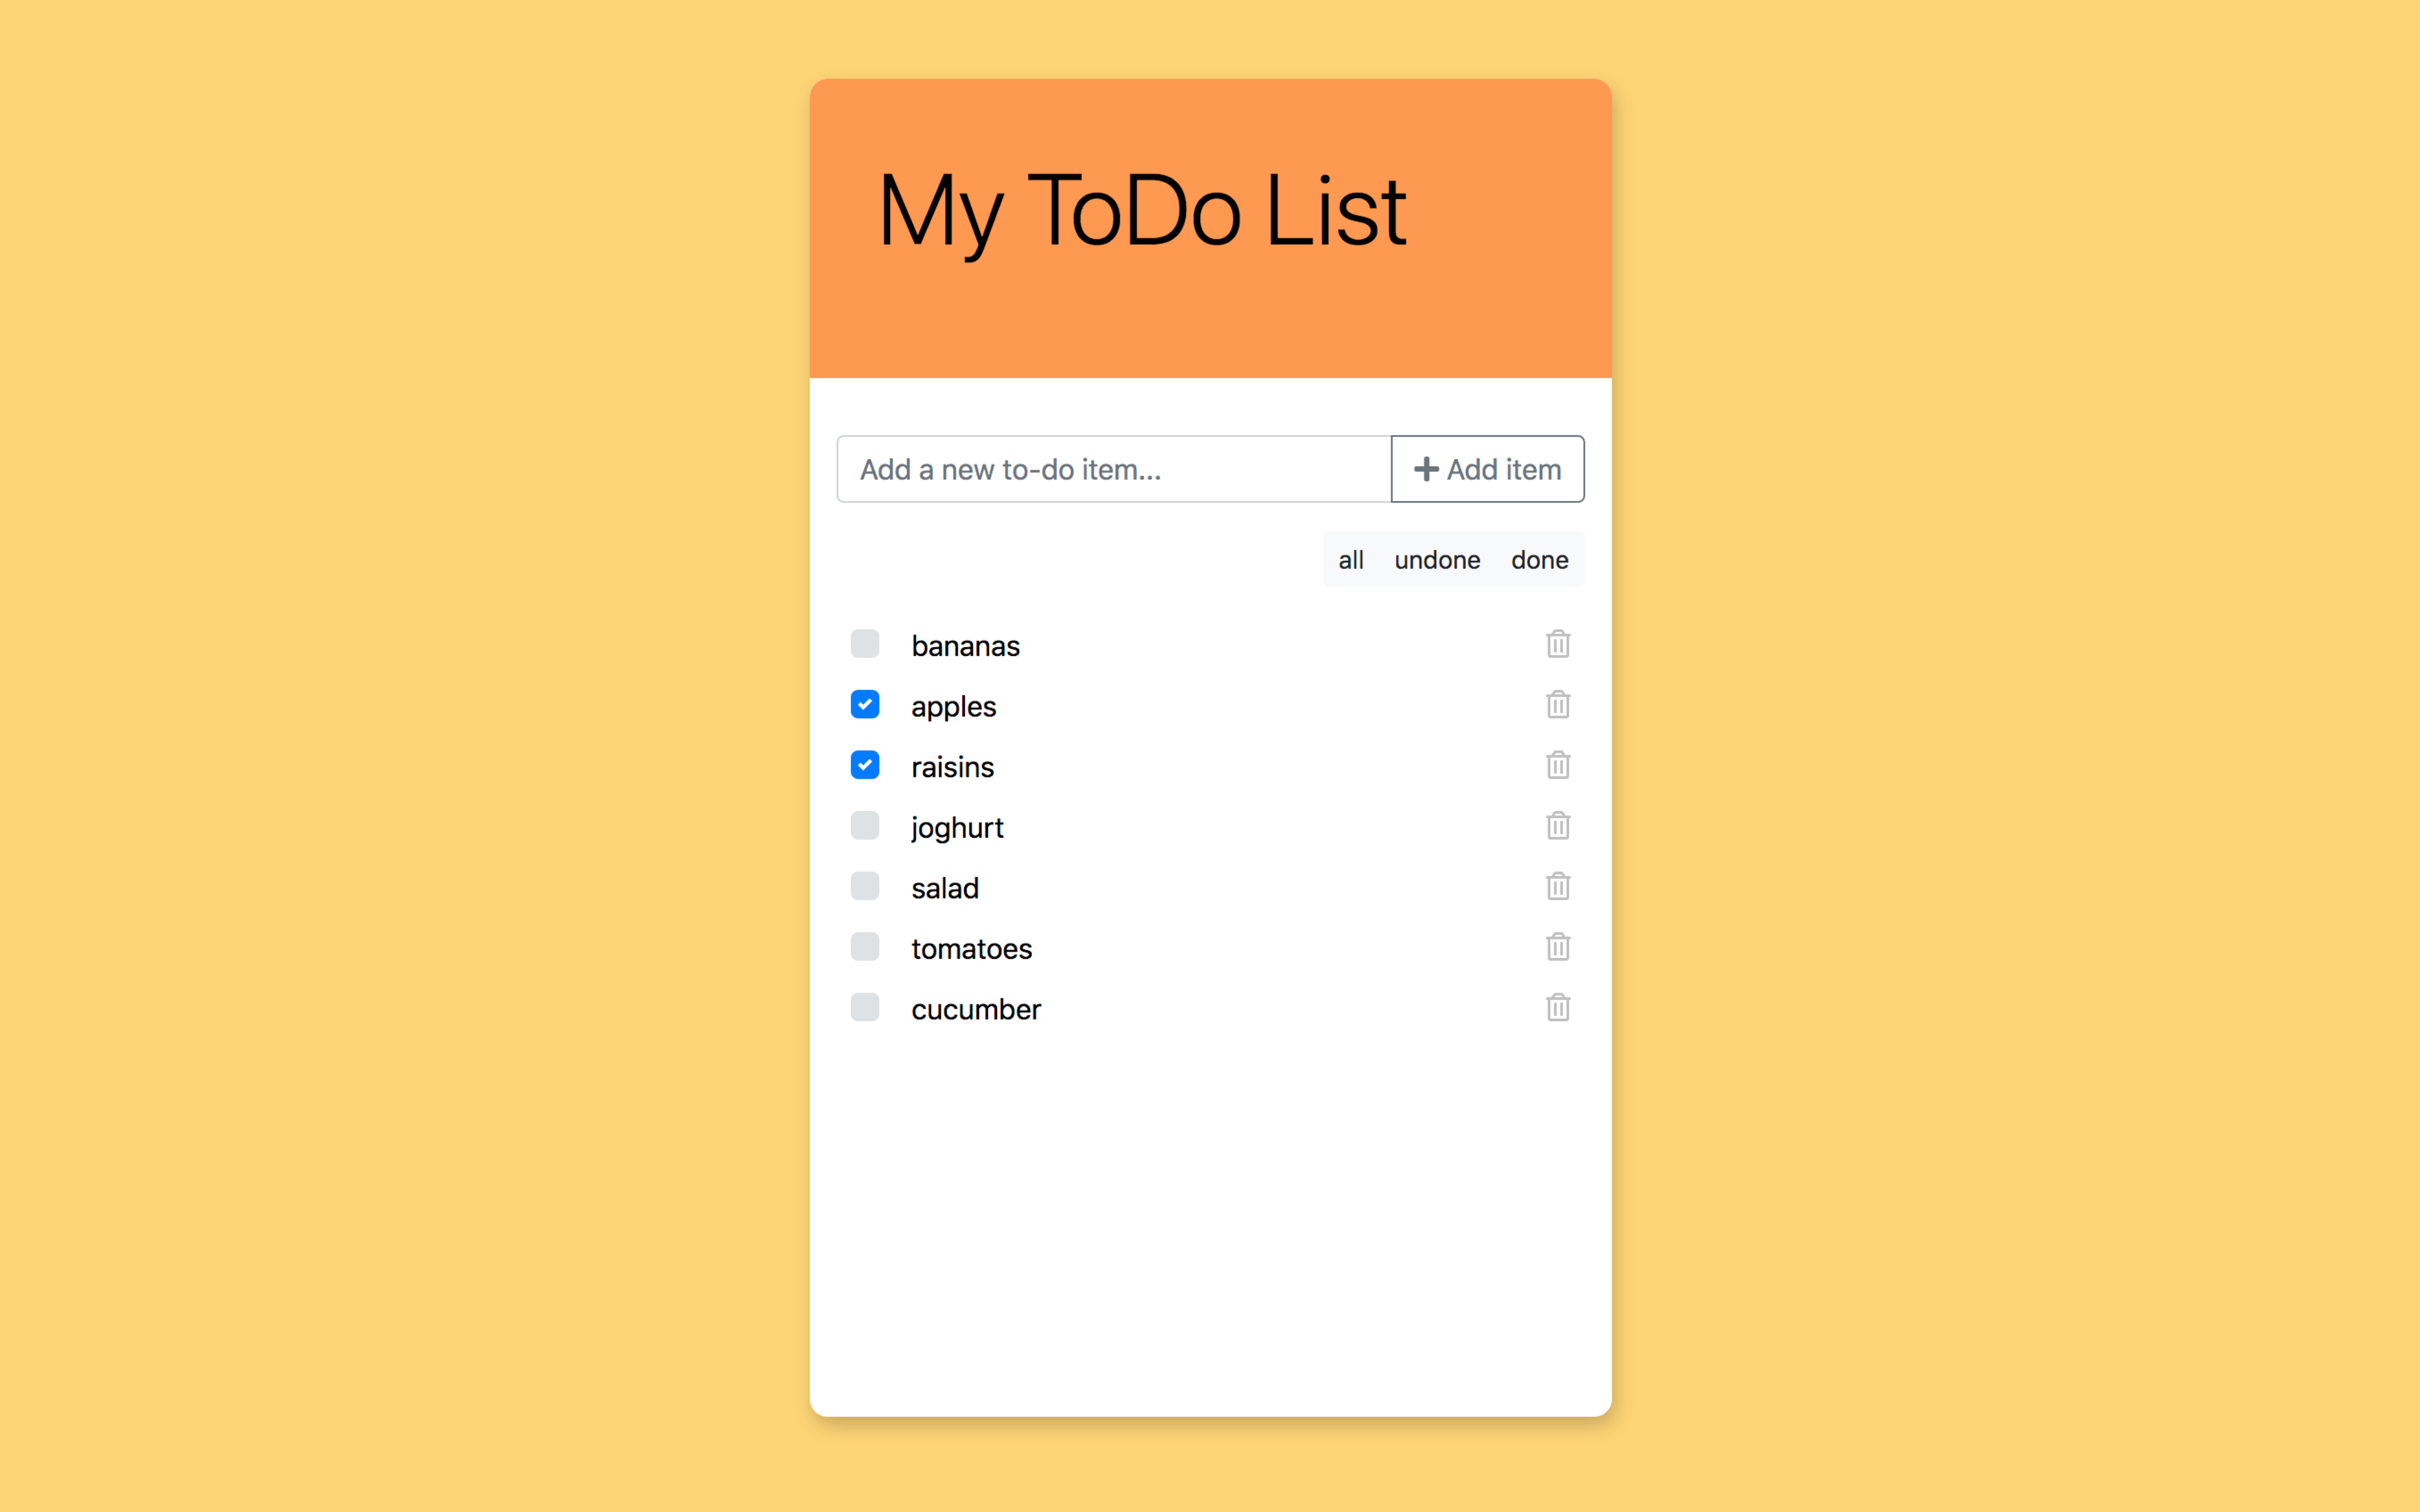 My ToDo List
Add a new to-do item...
Add item
all undone done
bananas
apples
raisins
joghurt
salad
tomatoes
cucumber